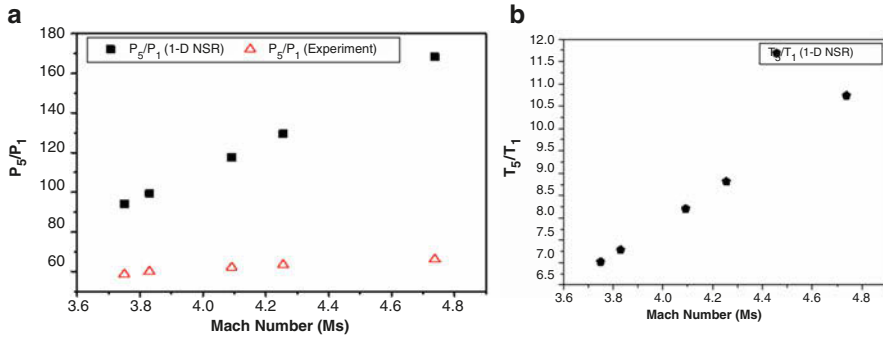 a
P5/P1 (1-D NSR) P5/P1 (Experiment)
180
160
140
120
100
80
60
P5/P1
3.6 3.8 4.0 4.2 4.4 4.6 4.8
Mach Number (Ms)
b
T5/T1 (1-D NSR)
12.0
11.5
11.0
10.5
10.0
9.5
9.0
8.5
8.0
7.5
7.0
6.5
T5/T1
3.6 3.8 4.0 4.2 4.4 4.6 4.8
Mach Number (Ms)